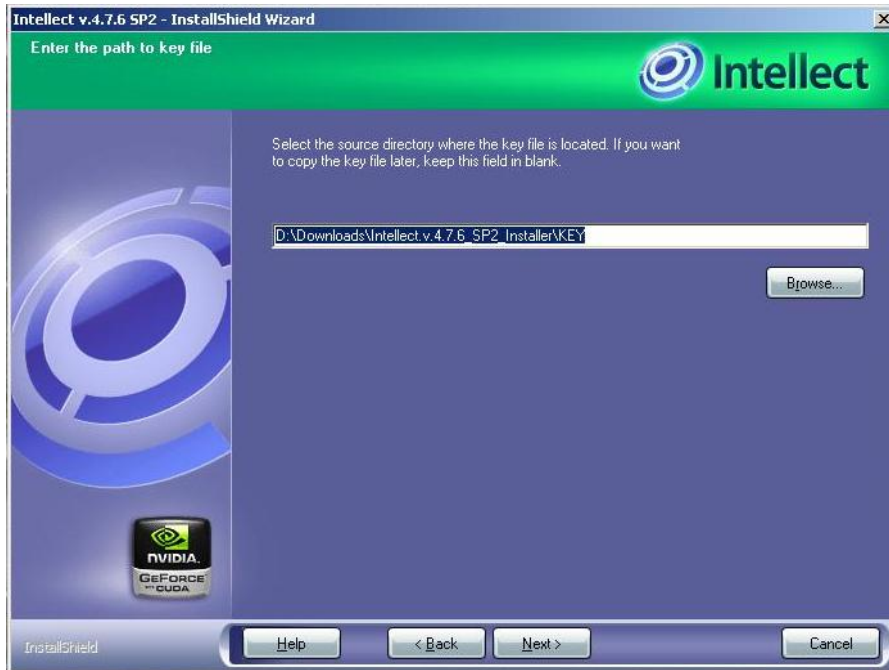 Intellect v.4.7.6 SP2 - InstallShield Wizard
Enter the path to key file
Intellect
Select the source directory where the key file is located. If you want
to copy the key file later, keep this field in blank.
D:\Downloads\Intellect.v.4.7.6_SP2_Installer\KEY
Browse...
NVIDIA.
GEFORCE
WITH CUDA
InstallShield
Help
< Back
Next >
Cancel